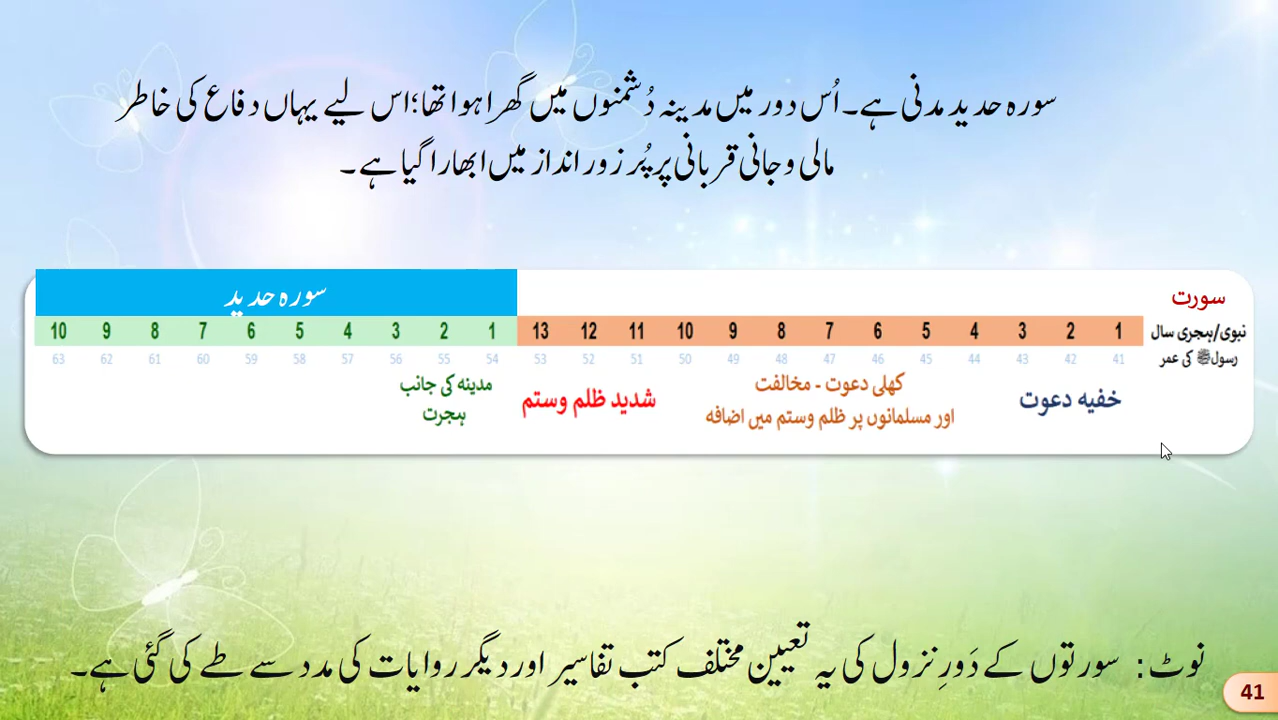 سورہ حدید مدنی ہے۔ اُس دور میں مدینہ دُشمنوں میں گھرا ہوا تھا؛ اس لیے یہاں دفاع کی خاطر
مالی و جانی قربانی پر پُر زور انداز میں ابھارا گیا ہے۔
سورت
سورہ حدید
نبوی/ہجری سال 1 2 3 4 5 6 7 8 9 10 11 12 13 1 2 3 4 5 6 7 8 9 10
رسولﷺ کی عمر 41 42 43 44 45 46 47 48 49 50 51 52 53 54 55 56 57 58 59 60 61 62 63
خفیہ دعوت
کھلی دعوت - مخالفت
اور مسلمانوں پر ظلم وستم میں اضافہ
شدید ظلم وستم
مدینہ کی جانب
ہجرت
نوٹ: سورتوں کے دَورِ نزول کی یہ تعیین مختلف کتب تفاسیر اور دیگر روایات کی مدد سے طے کی گئی ہے۔
41